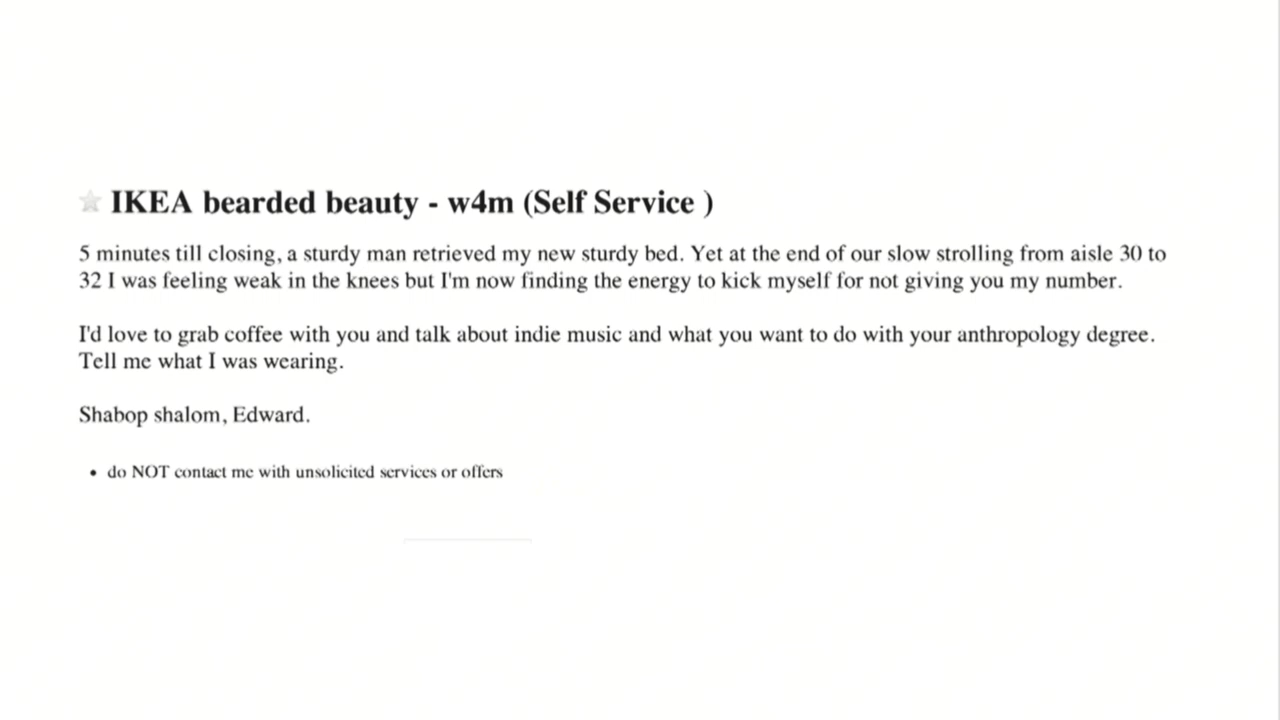 IKEA bearded beauty - w4m (Self Service )
5 minutes till closing, a sturdy man retrieved my new sturdy bed. Yet at the end of our slow strolling from aisle 30 to
32 I was feeling weak in the knees but I'm now finding the energy to kick myself for not giving you my number.
I'd love to grab coffee with you and talk about indie music and what you want to do with your anthropology degree.
Tell me what I was wearing.
Shabop shalom, Edward.
• do NOT contact me with unsolicited services or offers